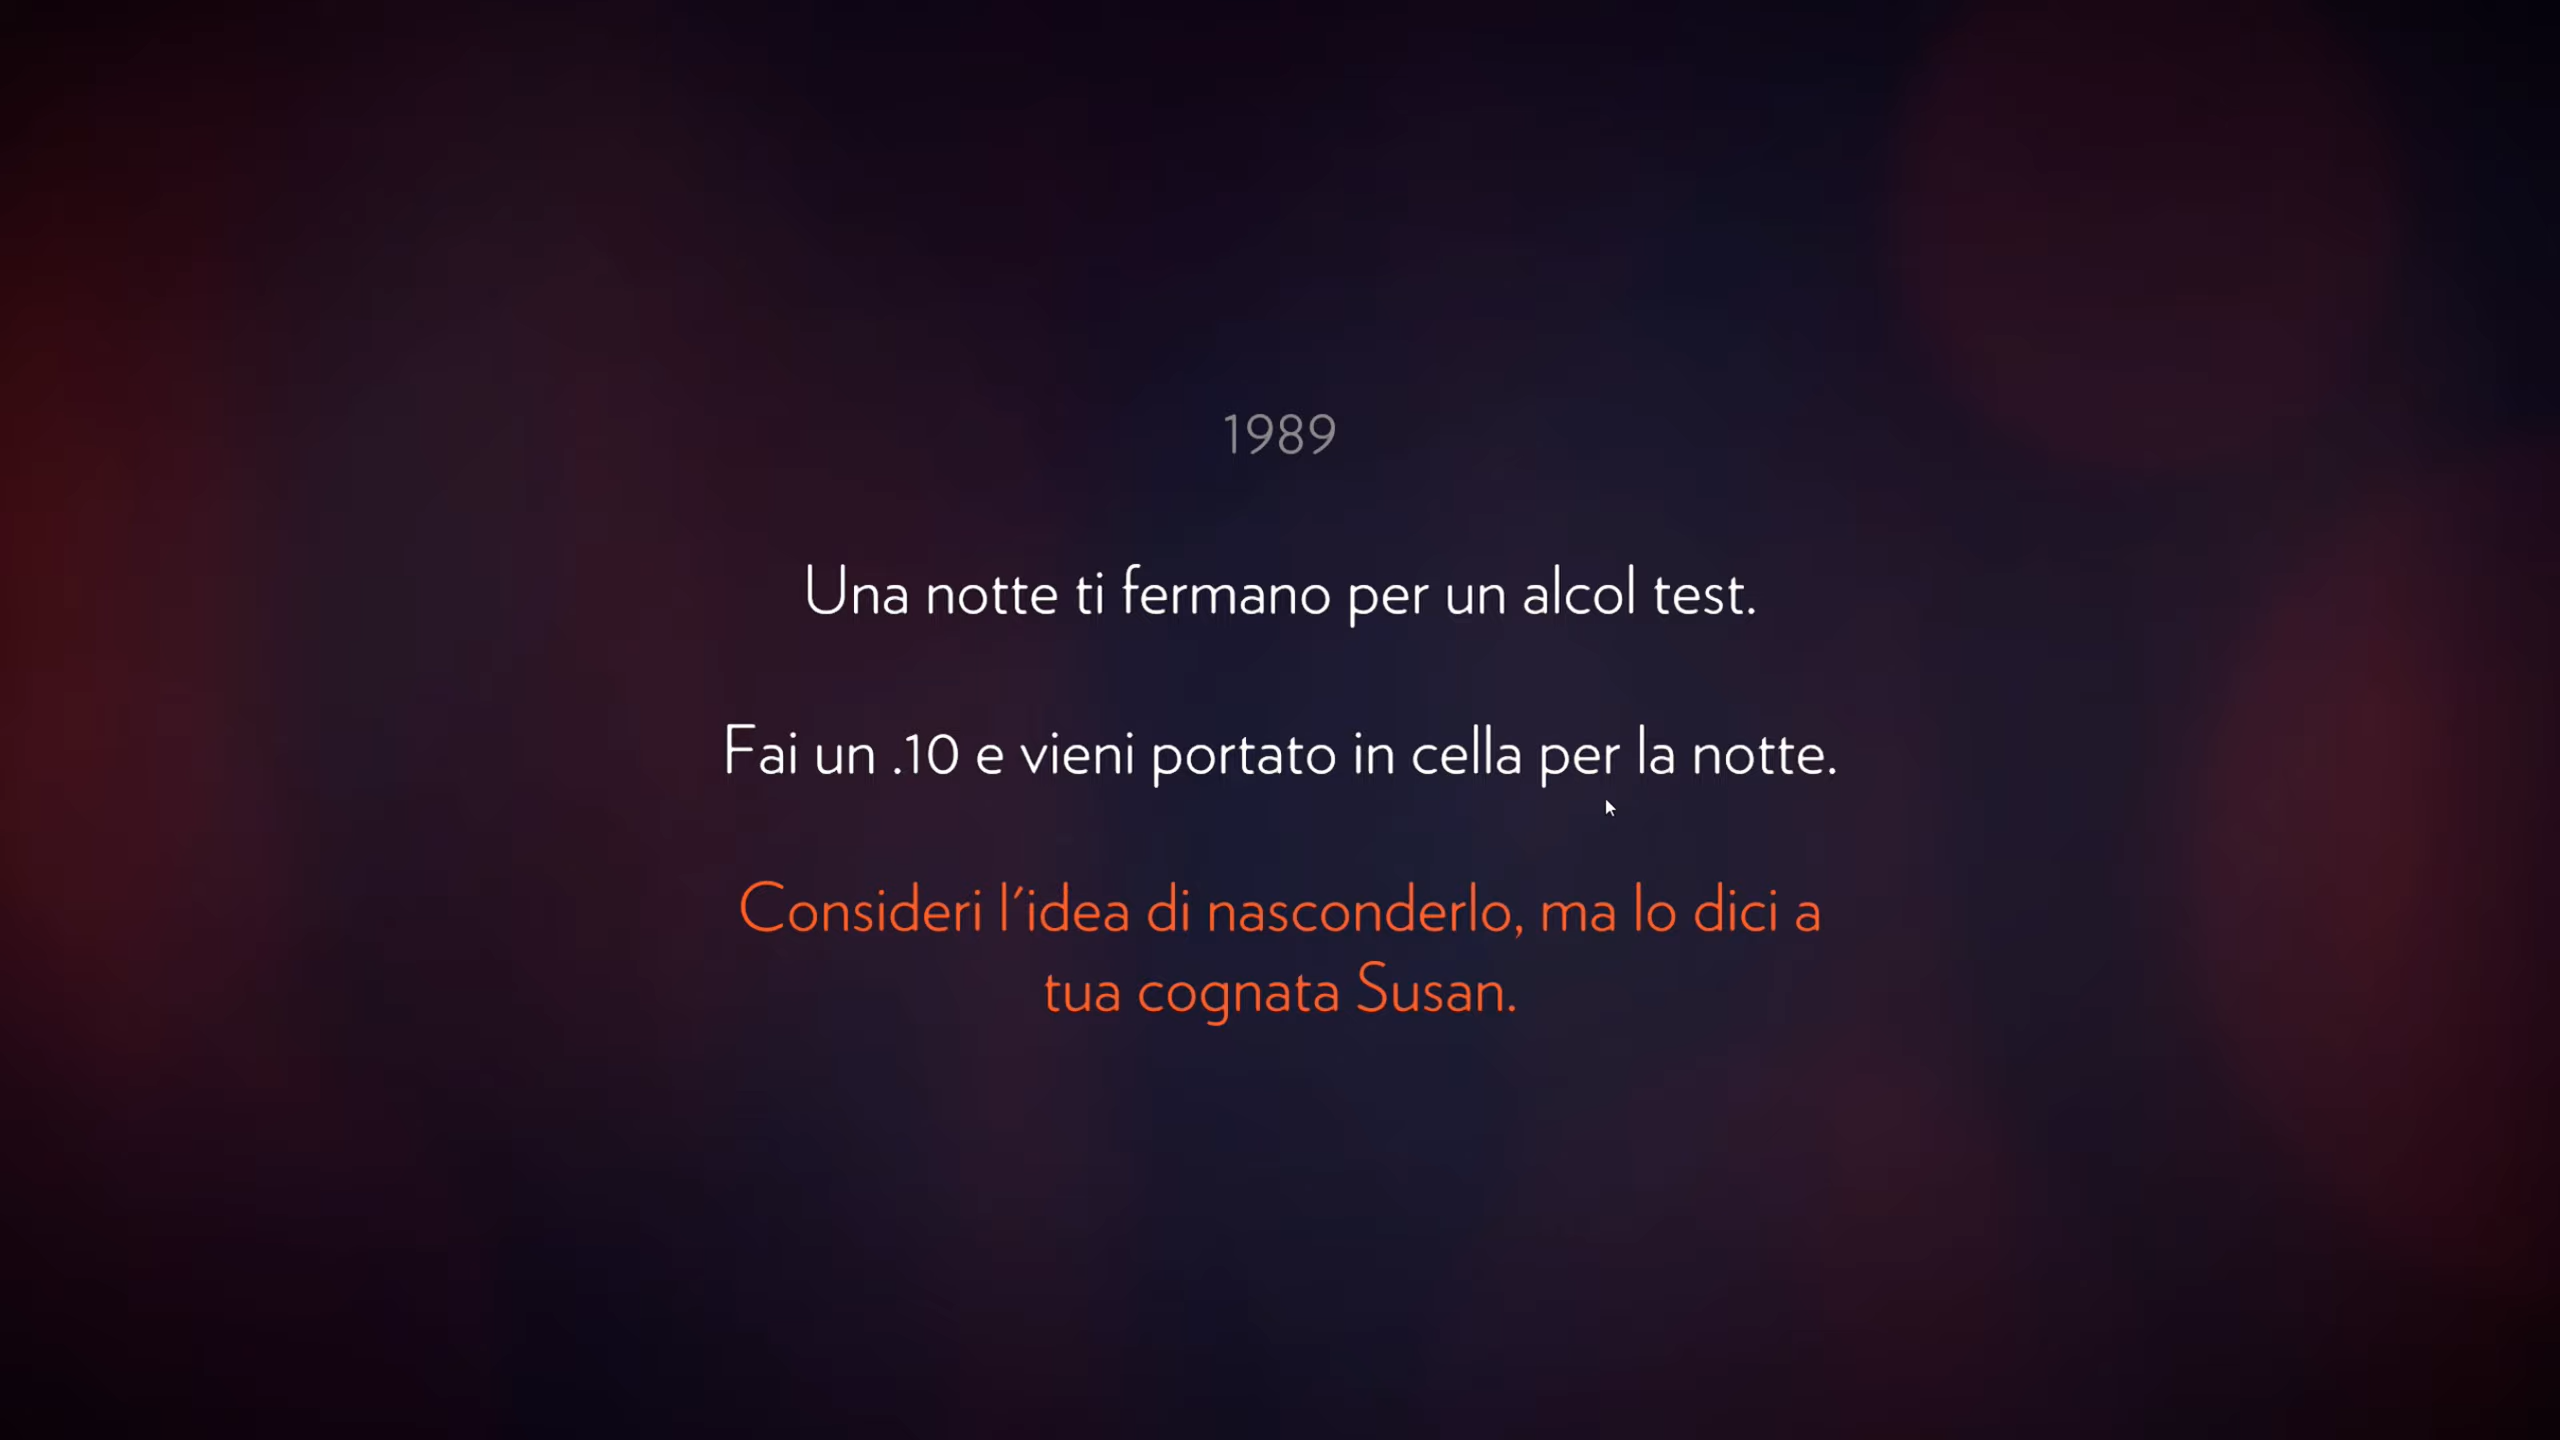 1989
Una notte ti fermano per un alcol test.
Fai un .10 e vieni portato in cella per la notte.
Consideri l'idea di nasconderlo, ma lo dici a
tua cognata Susan.